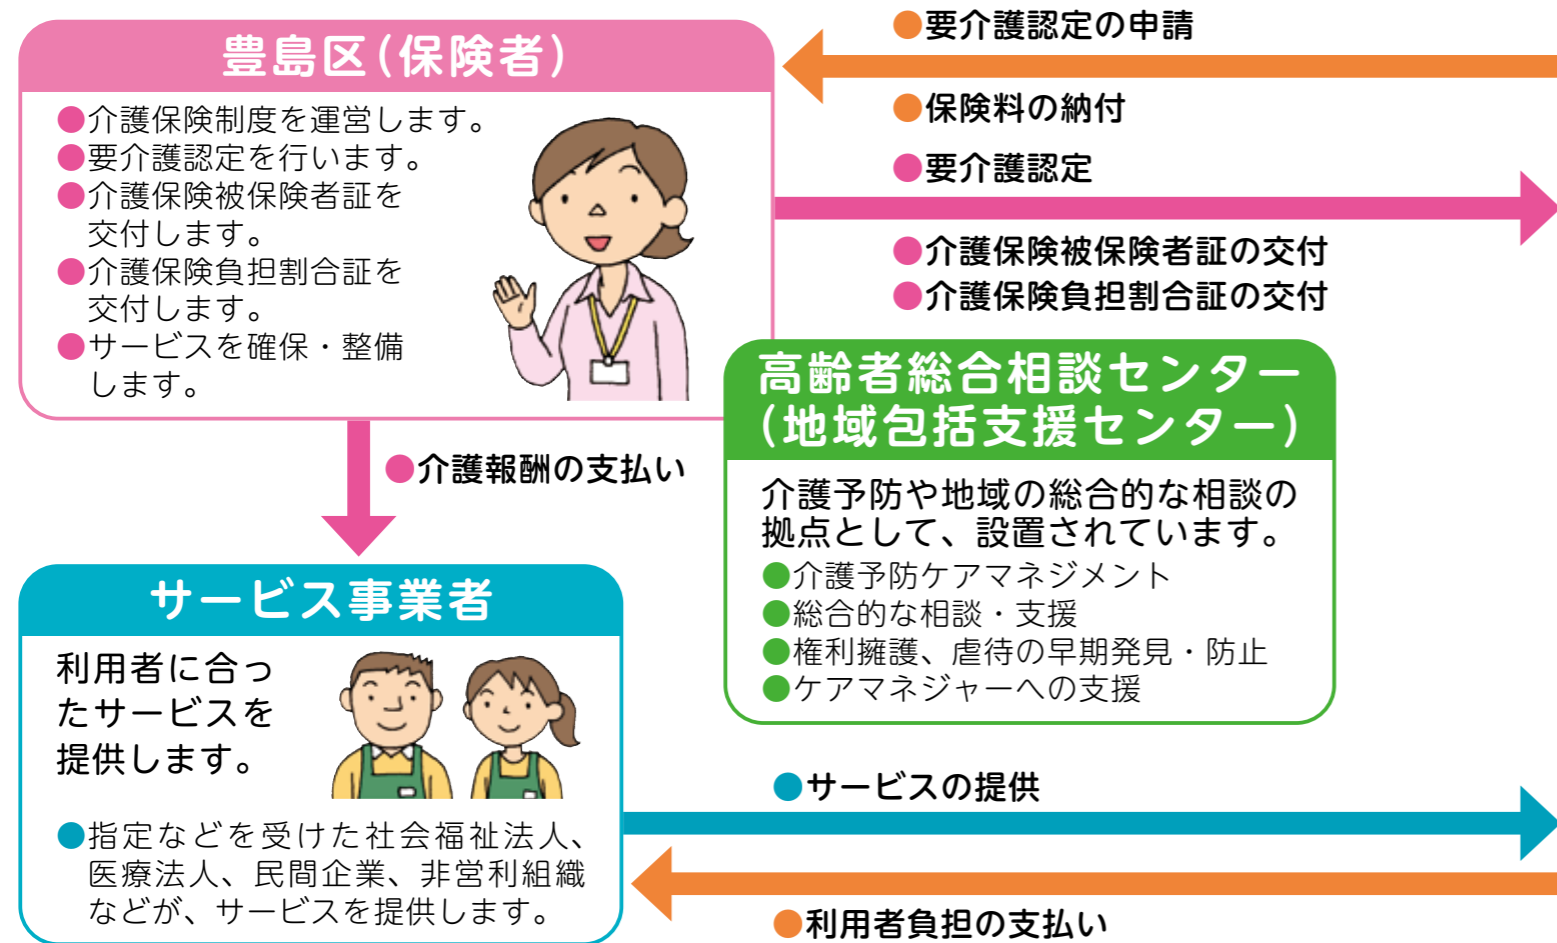 豊島区(保険者)
●介護保険制度を運営します。
●要介護認定を行います。
●介護保険被保険者証を
交付します。
●介護保険負担割合証を
交付します。
●サービスを確保・整備
します。
●要介護認定の申請
●保険料の納付
●要介護認定
●介護保険被保険者証の交付
●介護保険負担割合証の交付
●介護報酬の支払い
高齢者総合相談センター
(地域包括支援センター)
介護予防や地域の総合的な相談の
拠点として、設置されています。
●介護予防ケアマネジメント
●総合的な相談・支援
●権利擁護、虐待の早期発見・防止
●ケアマネジャーへの支援
サービス事業者
利用者に合っ
たサービスを
提供します。
●指定などを受けた社会福祉法人、
医療法人、民間企業、非営利組織
などが、サービスを提供します。
●サービスの提供
●利用者負担の支払い